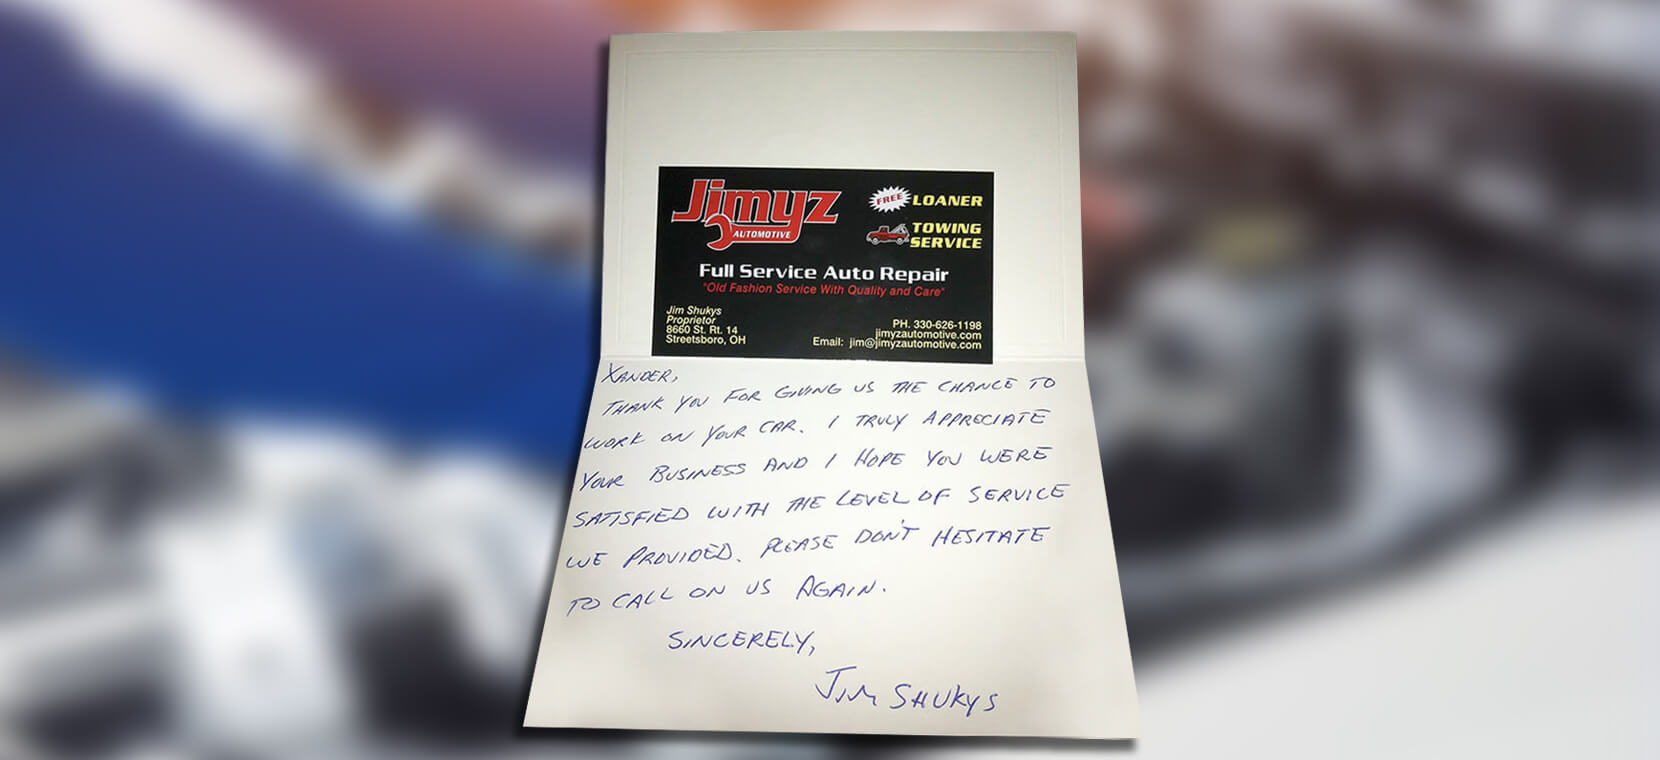 Jimyz
AUTOMOTIVE
FREE LOANER
TOWING
SERVICE
Full Service Auto Repair
"Old Fashion Service With Quality and Care"
Jim Shukys
Proprietor
8660 St. Rt. 14
Streetsboro, OH
PH. 330-626-1198
jimyzautomotive.com
Email: jim@jimyzautomotive.com
XANDER,
THANK YOU FOR GIVING US THE CHANCE TO
WORK ON YOUR CAR. I TRULY APPRECIATE
YOUR BUSINESS AND I HOPE YOU WERE
SATISFIED WITH THE LEVEL OF SERVICE
WE PROVIDED. PLEASE DON'T HESITATE
TO CALL ON US AGAIN.
SINCERELY,
JIM SHUKYS